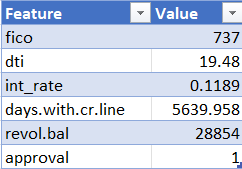 Feature Value
fico 737
dti 19.48
int_rate 0.1189
days.with.cr.line 5639.958
revol.bal 28854
approval 1